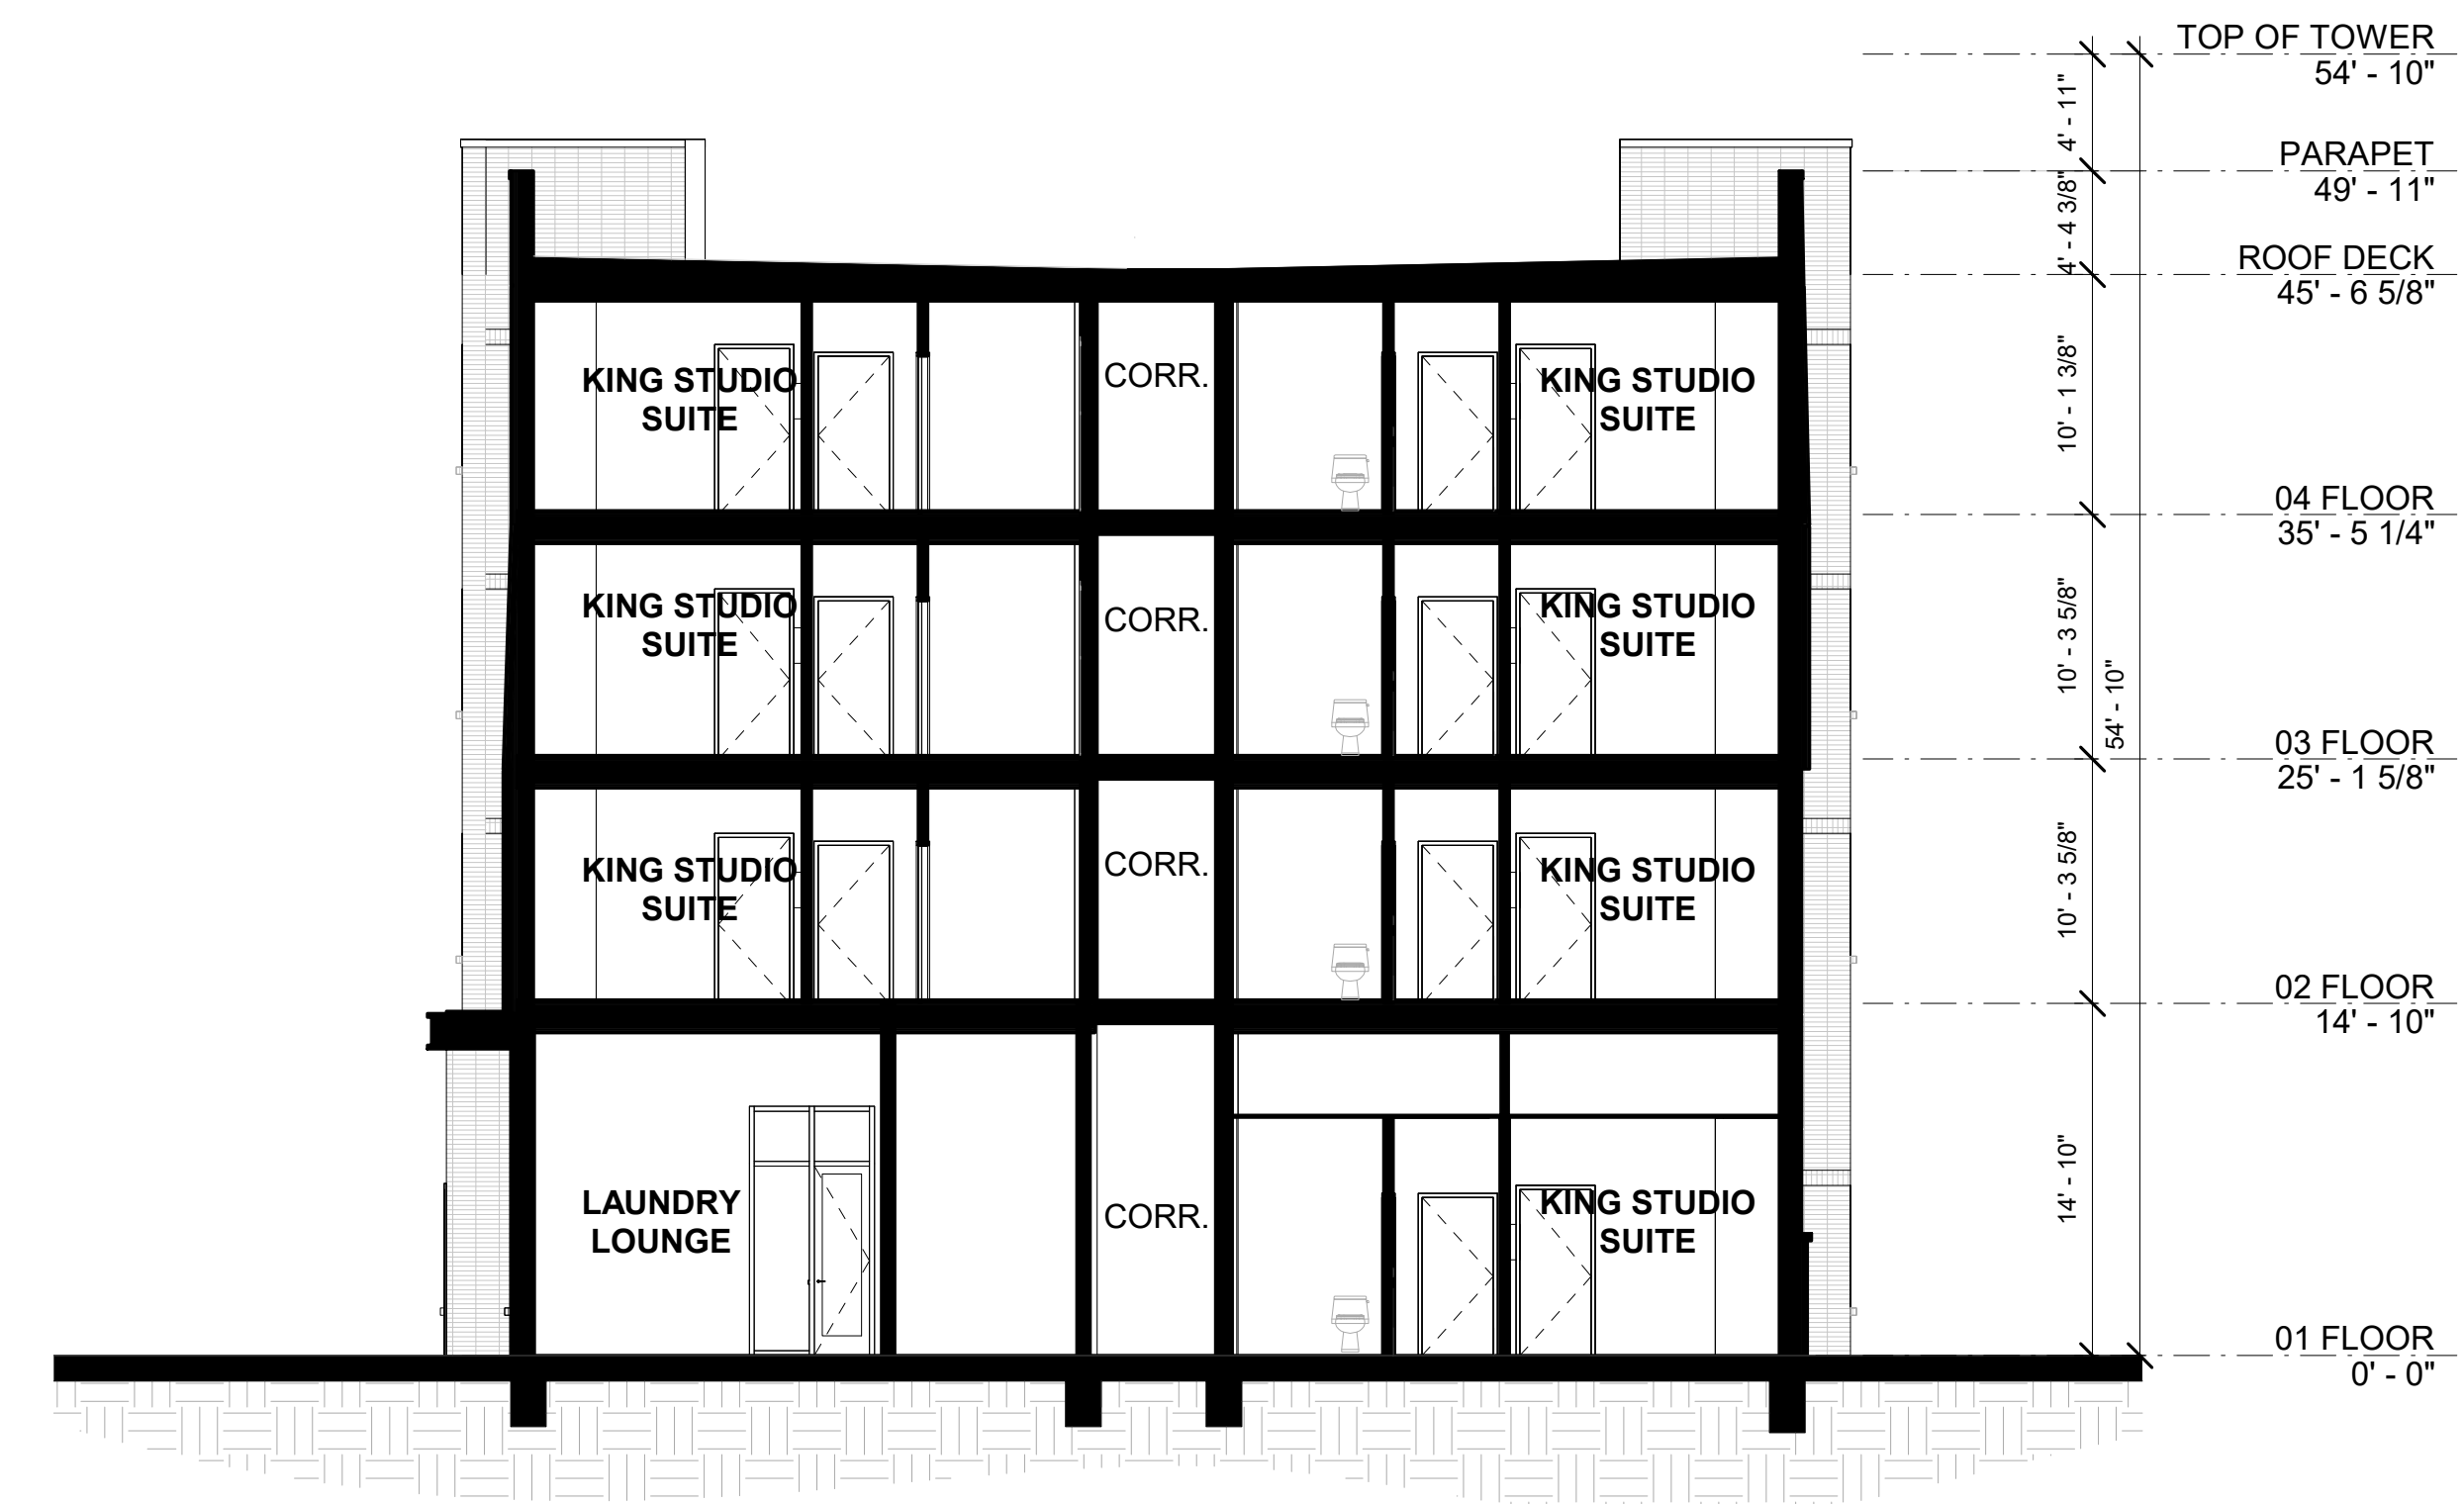 TOP OF TOWER
54' - 10"
4' - 11"
PARAPET
49' - 11"
4' - 4 3/8"
ROOF DECK
45' - 6 5/8"
10' - 1 3/8"
KING STUDIO
SUITE
CORR.
KING STUDIO
SUITE
04 FLOOR
35' - 5 1/4"
10' - 3 5/8"
KING STUDIO
SUITE
CORR.
KING STUDIO
SUITE
54' - 10"
03 FLOOR
25' - 1 5/8"
10' - 3 5/8"
KING STUDIO
SUITE
CORR.
KING STUDIO
SUITE
02 FLOOR
14' - 10"
14' - 10"
LAUNDRY
LOUNGE
CORR.
KING STUDIO
SUITE
01 FLOOR
0' - 0"